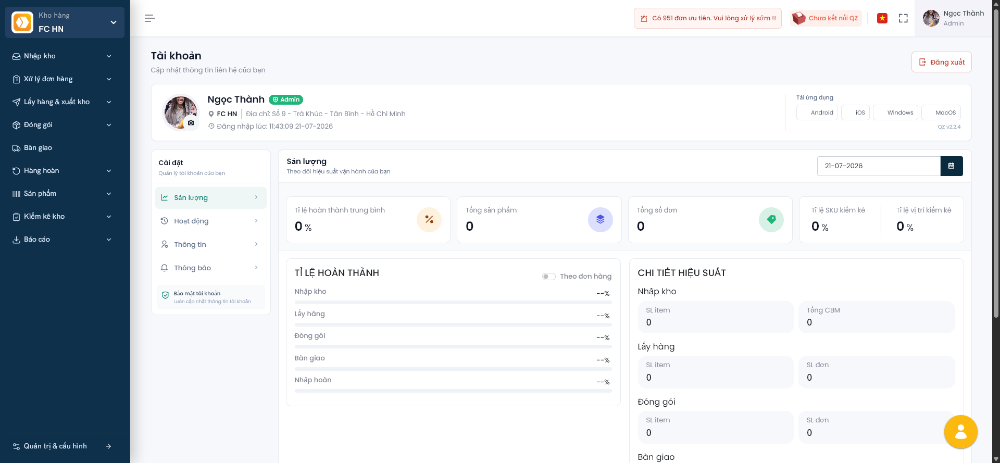 Kho hàng
FC HN
Nhập kho
Xử lý đơn hàng
Lấy hàng & xuất kho
Đóng gói
Bàn giao
Hàng hoàn
Sản phẩm
Kiểm kê kho
Báo cáo
Quản trị & cấu hình
Có 951 đơn ưu tiên. Vui lòng xử lý sớm !!
Chưa kết nối QZ
Ngọc Thành
Admin
Tài khoản
Cập nhật thông tin liên hệ của bạn
Đăng xuất
Ngọc Thành
Admin
FC HN
Địa chỉ: Số 9 - Trà Khúc - Tân Bình - Hồ Chí Minh
Đăng nhập lúc: 11:43:09 21-07-2026
Tải ứng dụng
Android
iOS
Windows
MacOS
QZ v2.2.4
Cài đặt
Quản lý tài khoản của bạn
Sản lượng
Hoạt động
Thông tin
Thông báo
Bảo mật tài khoản
Luôn cập nhật thông tin tài khoản
Sản lượng
Theo dõi hiệu suất vận hành của bạn
21-07-2026
Tỉ lệ hoàn thành trung bình
0 %
Tổng sản phẩm
0
Tổng số đơn
0
Tỉ lệ SKU kiểm kê
0 %
Tỉ lệ vị trí kiểm kê
0 %
TỈ LỆ HOÀN THÀNH
Theo đơn hàng
Nhập kho
--%
Lấy hàng
--%
Đóng gói
--%
Bàn giao
--%
Nhập hoàn
--%
CHI TIẾT HIỆU SUẤT
Nhập kho
SL item
0
Tổng CBM
0
Lấy hàng
SL item
0
SL đơn
0
Đóng gói
SL item
0
SL đơn
0
Bàn giao